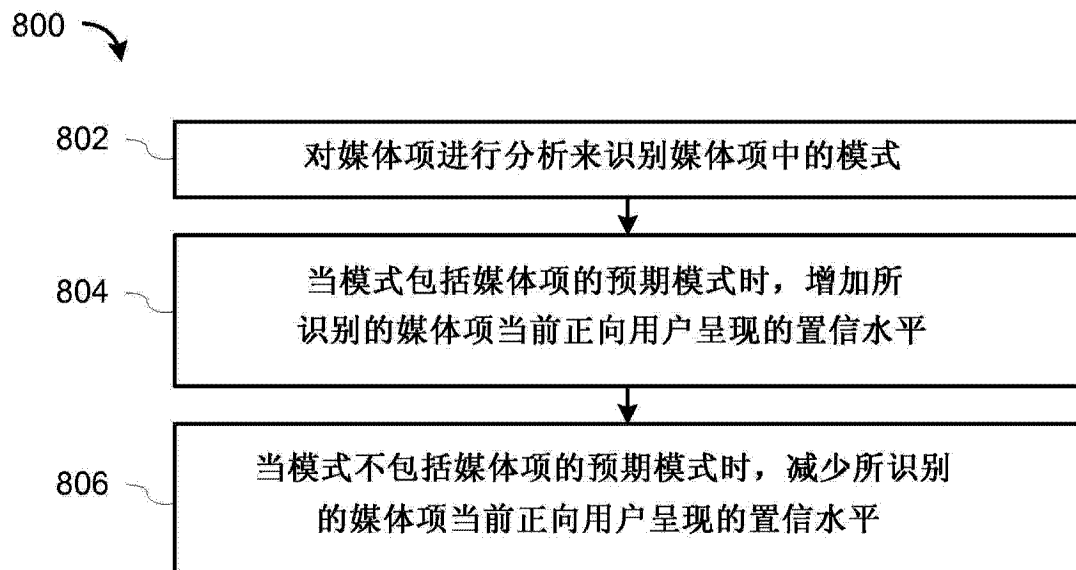 800
802
对媒体项进行分析来识别媒体项中的模式
804
当模式包括媒体项的预期模式时，增加所
识别的媒体项当前正向用户呈现的置信水平
806
当模式不包括媒体项的预期模式时，减少所识别
的媒体项当前正向用户呈现的置信水平